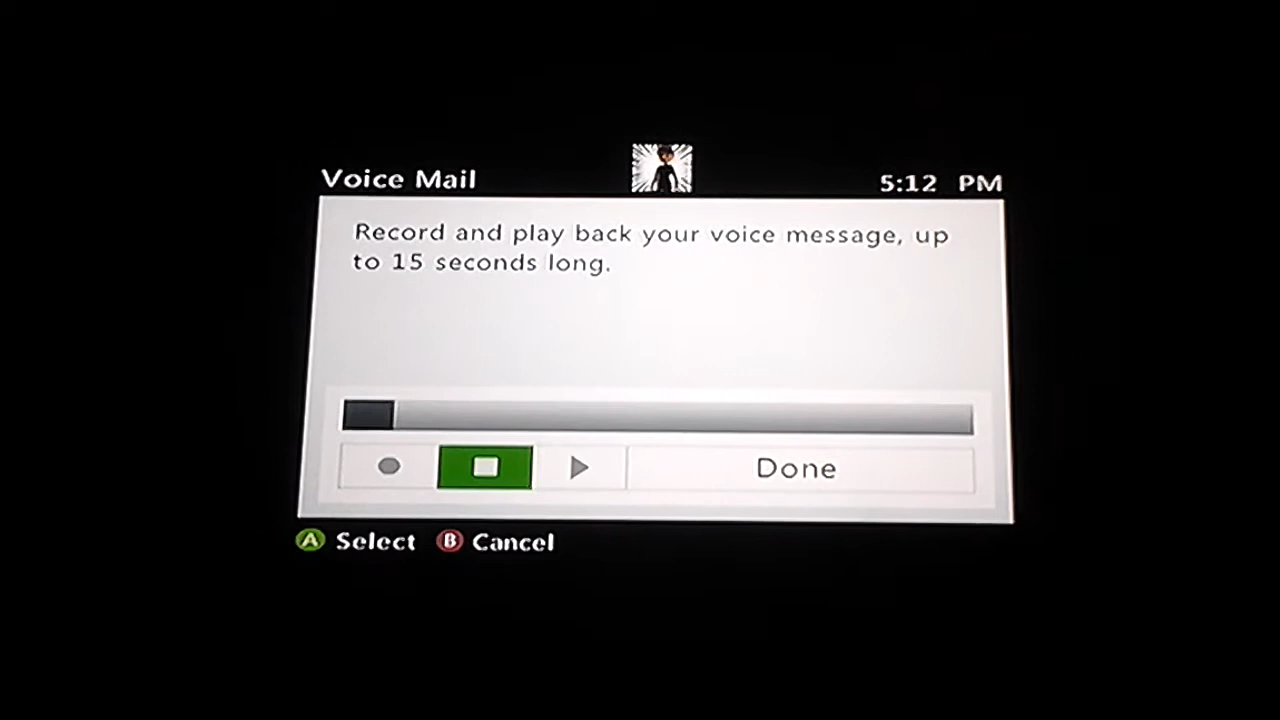 Voice Mail
5:12 PM
Record and play back your voice message, up
to 15 seconds long.
Done
A Select B Cancel